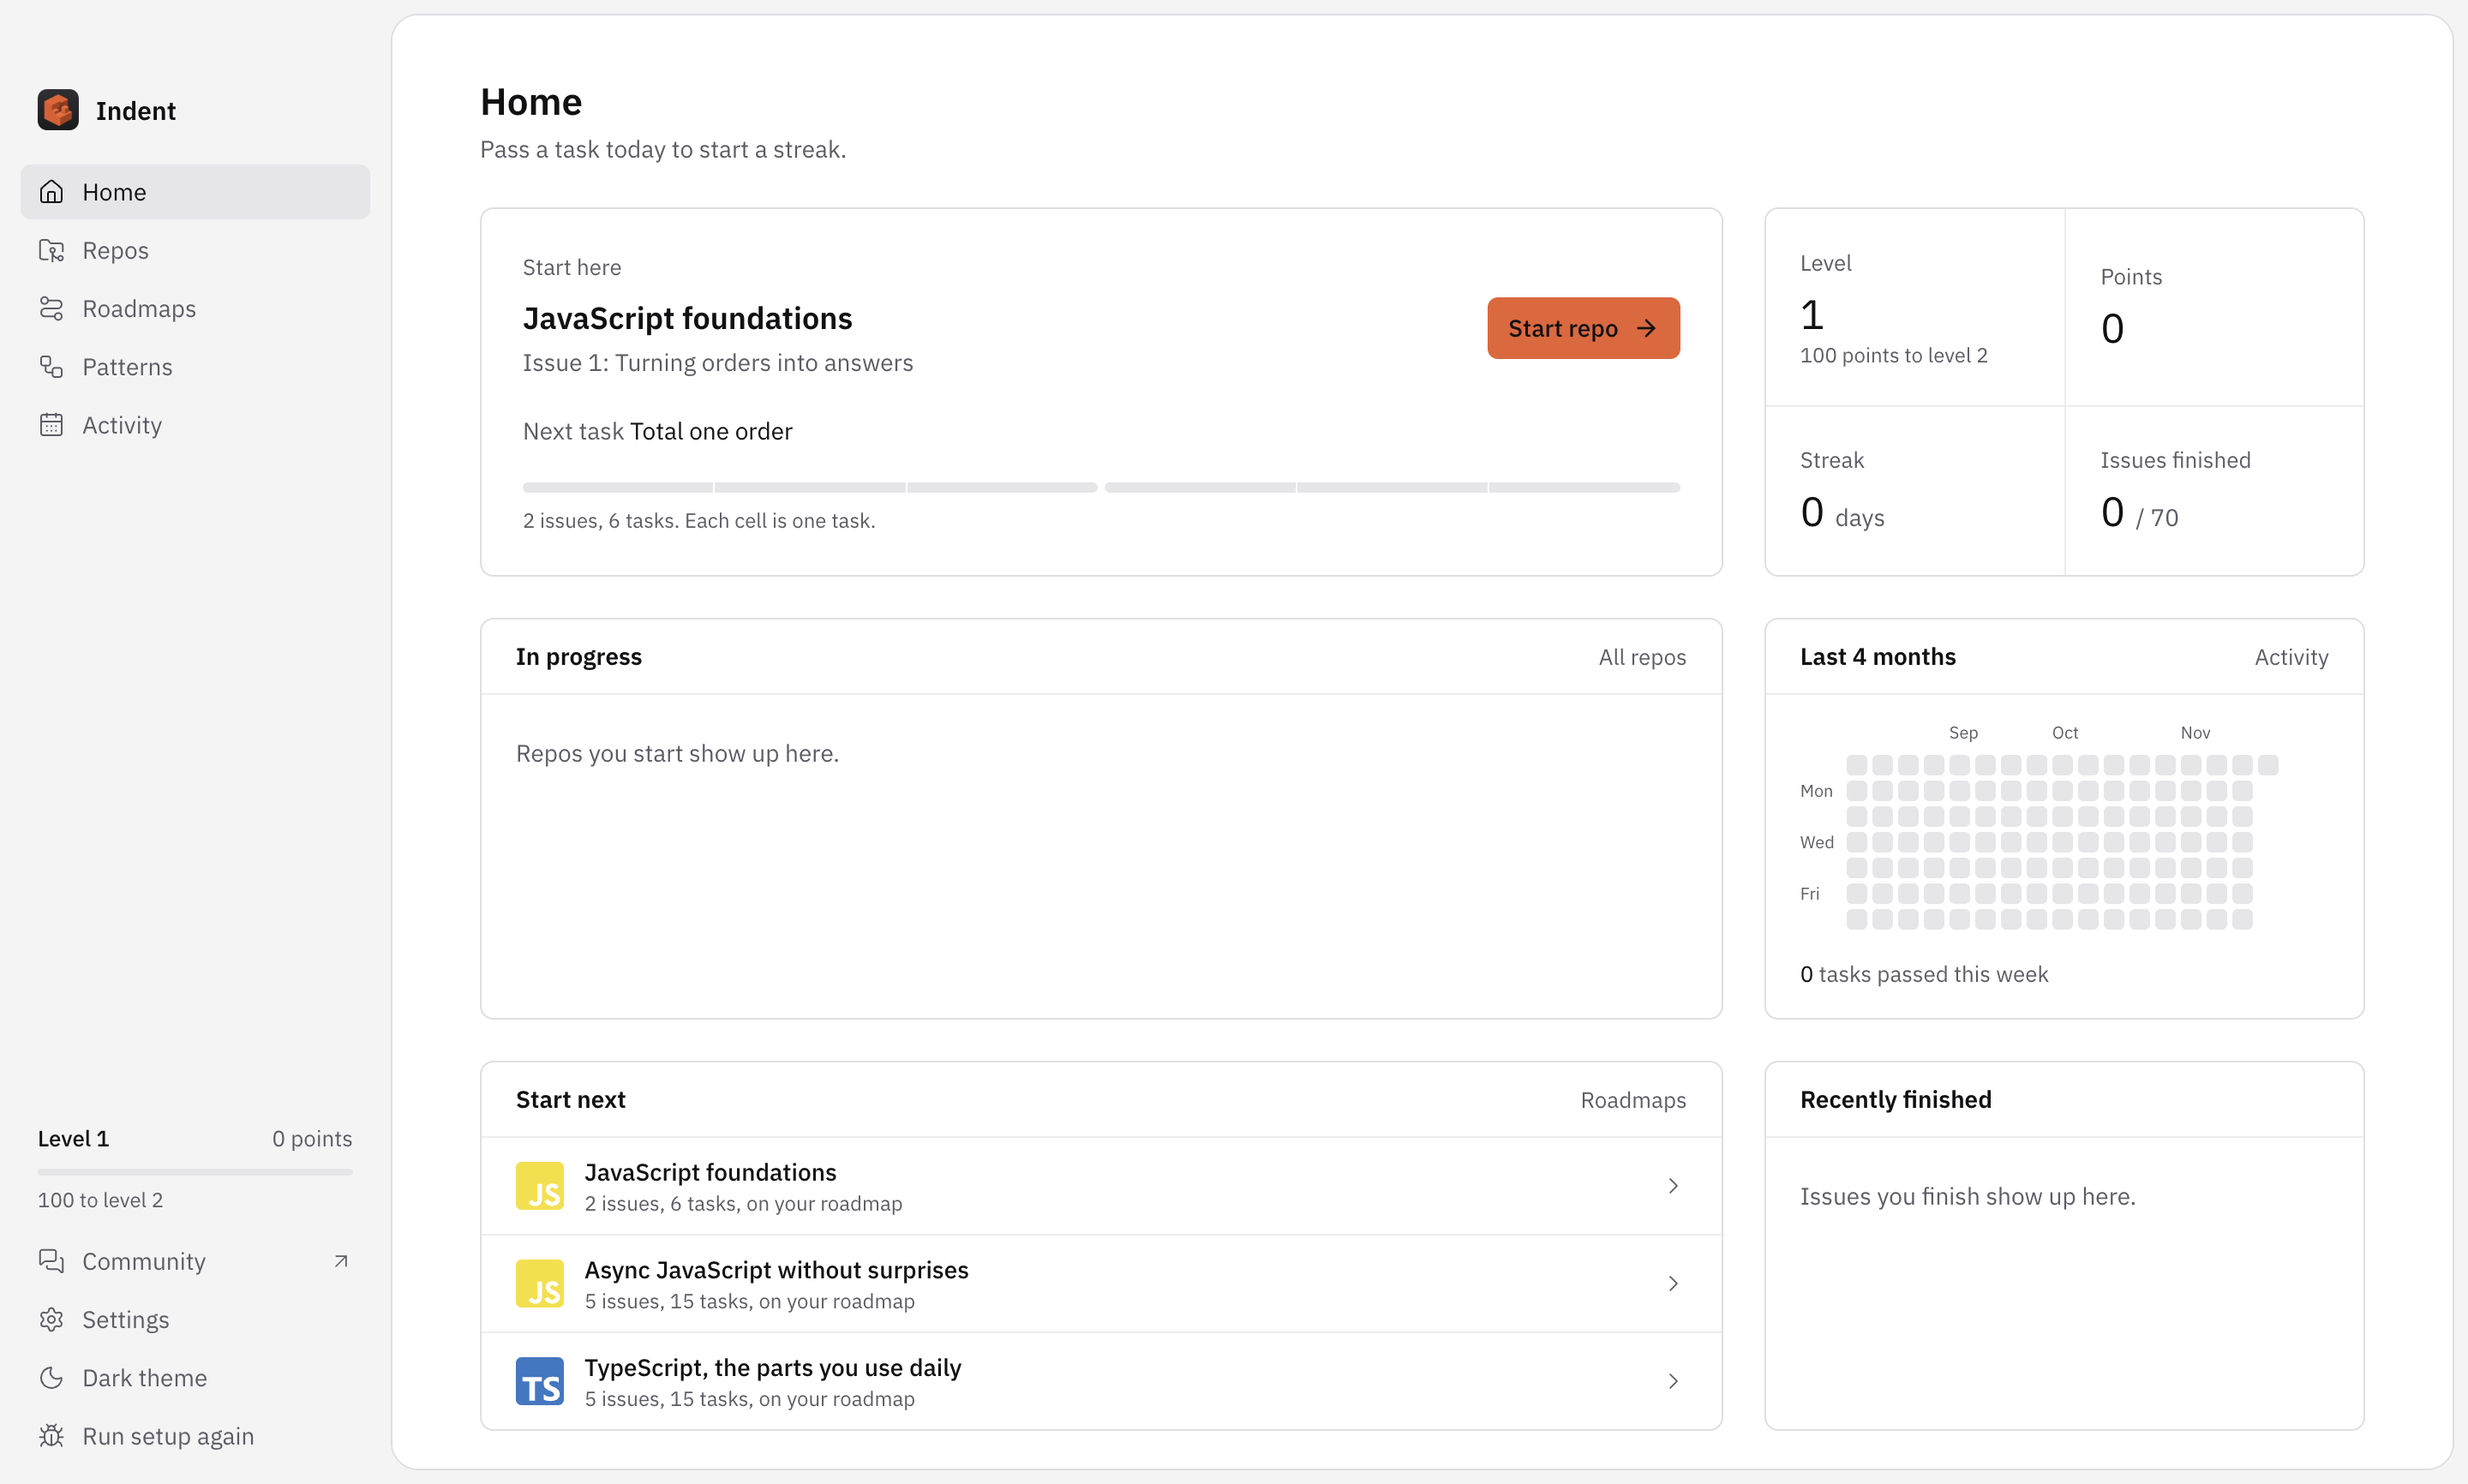 Indent
Home
Repos
Roadmaps
Patterns
Activity
Level 1
0 points
100 to level 2
Community
Settings
Dark theme
Run setup again
Home
Pass a task today to start a streak.
Start here
JavaScript foundations
Issue 1: Turning orders into answers
Start repo
Next task Total one order
2 issues, 6 tasks. Each cell is one task.
Level
1
100 points to level 2
Points
0
Streak
0 days
Issues finished
0 / 70
In progress
All repos
Repos you start show up here.
Last 4 months
Activity
Sep Oct Nov
Mon
Wed
Fri
0 tasks passed this week
Start next
Roadmaps
JS
JavaScript foundations
2 issues, 6 tasks, on your roadmap
JS
Async JavaScript without surprises
5 issues, 15 tasks, on your roadmap
TS
TypeScript, the parts you use daily
5 issues, 15 tasks, on your roadmap
Recently finished
Issues you finish show up here.